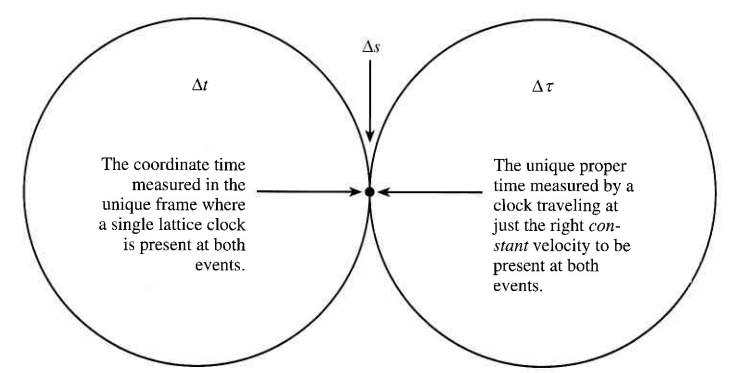 Δs
Δt
Δτ
The coordinate time
measured in the
unique frame where
a single lattice clock
is present at both
events.
The unique proper
time measured by a
clock traveling at
just the right con-
stant velocity to be
present at both
events.